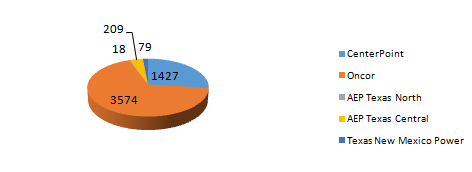 209
18
79
1427
3574
CenterPoint
Oncor
AEP Texas North
AEP Texas Central
Texas New Mexico Power